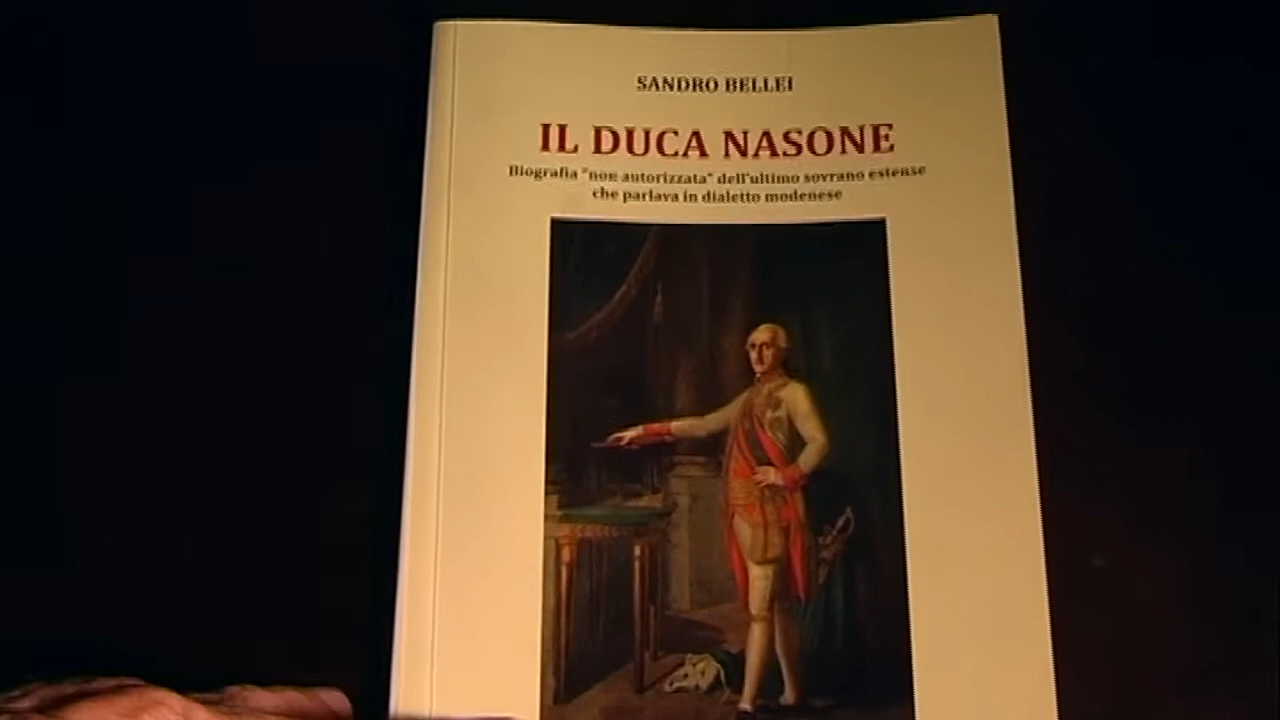 SANDRO BELLEI
IL DUCA NASONE
Biografia "non autorizzata" dell'ultimo sovrano estense
che parlava in dialetto modenese